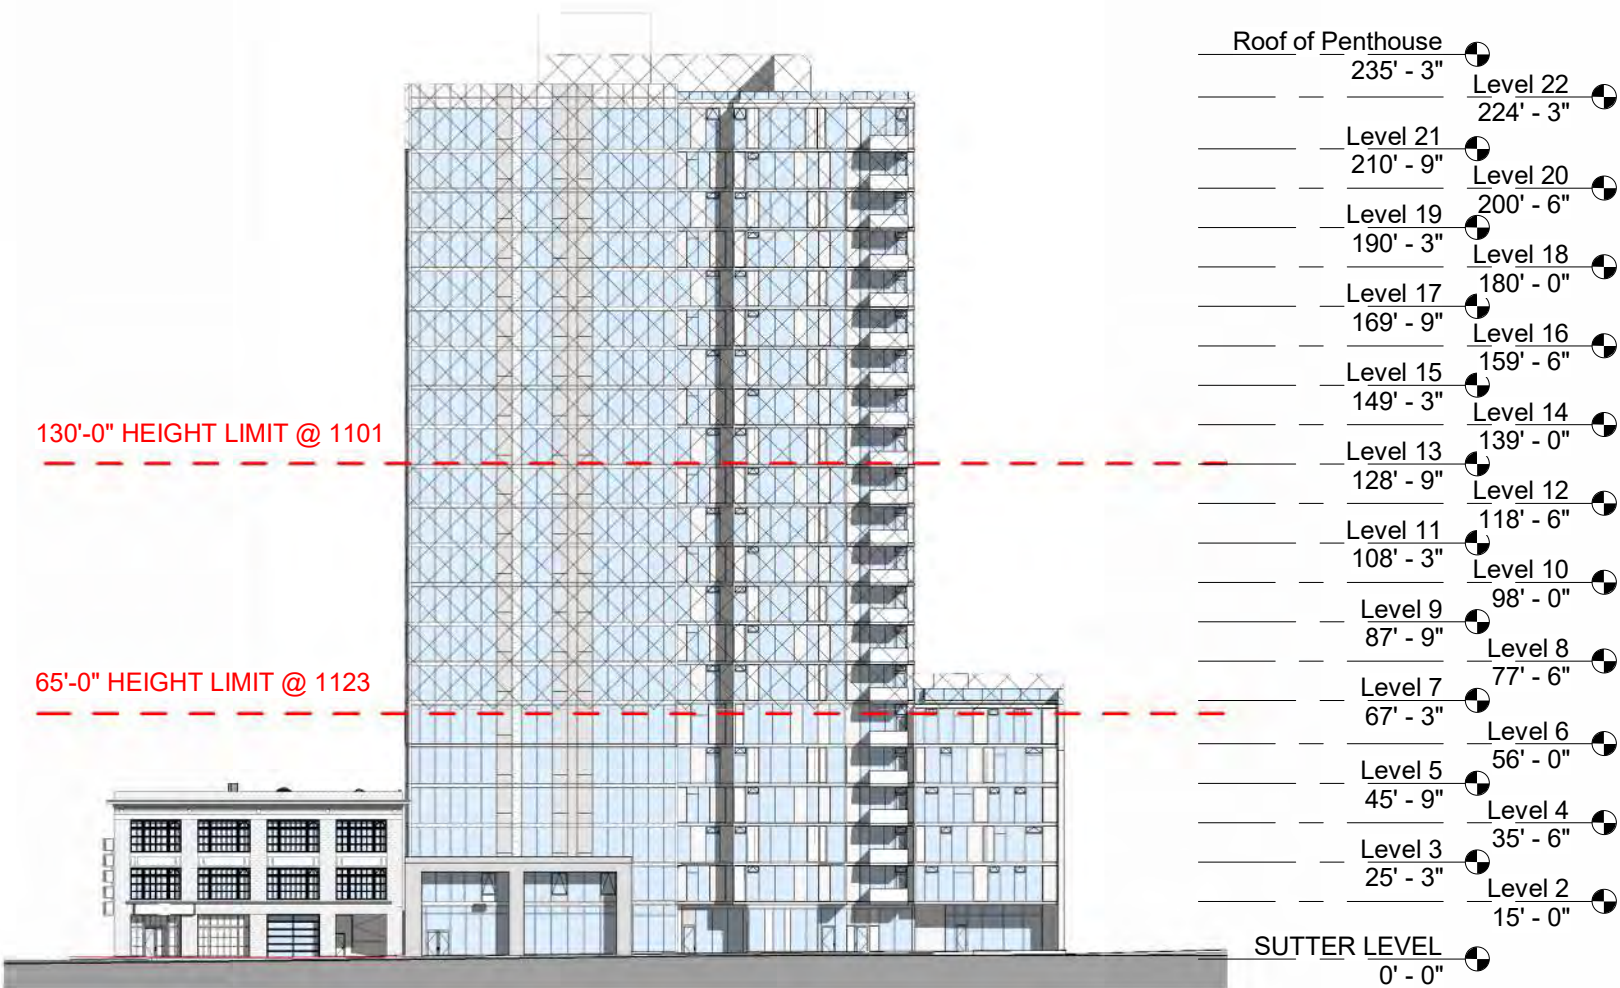 Roof of Penthouse
235' - 3"
Level 22
224' - 3"
Level 21
210' - 9"
Level 20
200' - 6"
Level 19
190' - 3"
Level 18
180' - 0"
Level 17
169' - 9"
Level 16
159' - 6"
Level 15
149' - 3"
Level 14
139' - 0"
130'-0" HEIGHT LIMIT @ 1101
Level 13
128' - 9"
Level 12
118' - 6"
Level 11
108' - 3"
Level 10
98' - 0"
Level 9
87' - 9"
Level 8
77' - 6"
65'-0" HEIGHT LIMIT @ 1123
Level 7
67' - 3"
Level 6
56' - 0"
Level 5
45' - 9"
Level 4
35' - 6"
Level 3
25' - 3"
Level 2
15' - 0"
SUTTER LEVEL
0' - 0"